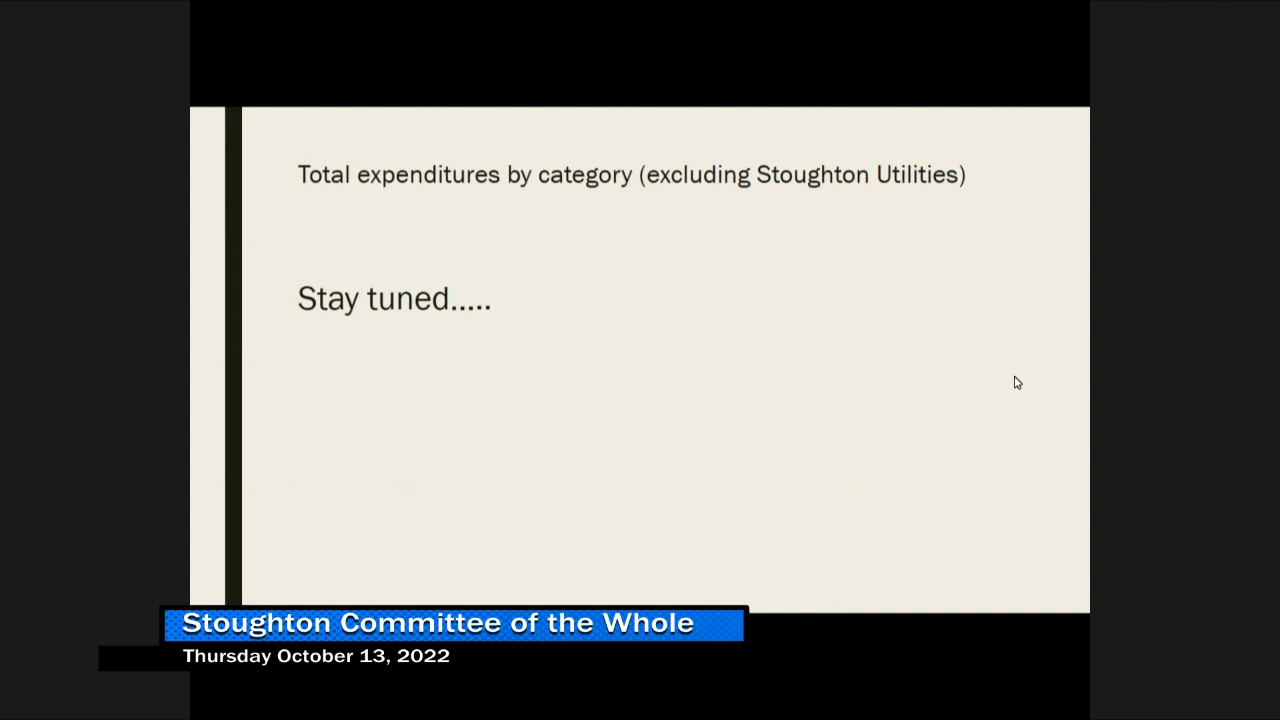 Total expenditures by category (excluding Stoughton Utilities)
Stay tuned.....
Stoughton Committee of the Whole
Thursday October 13, 2022